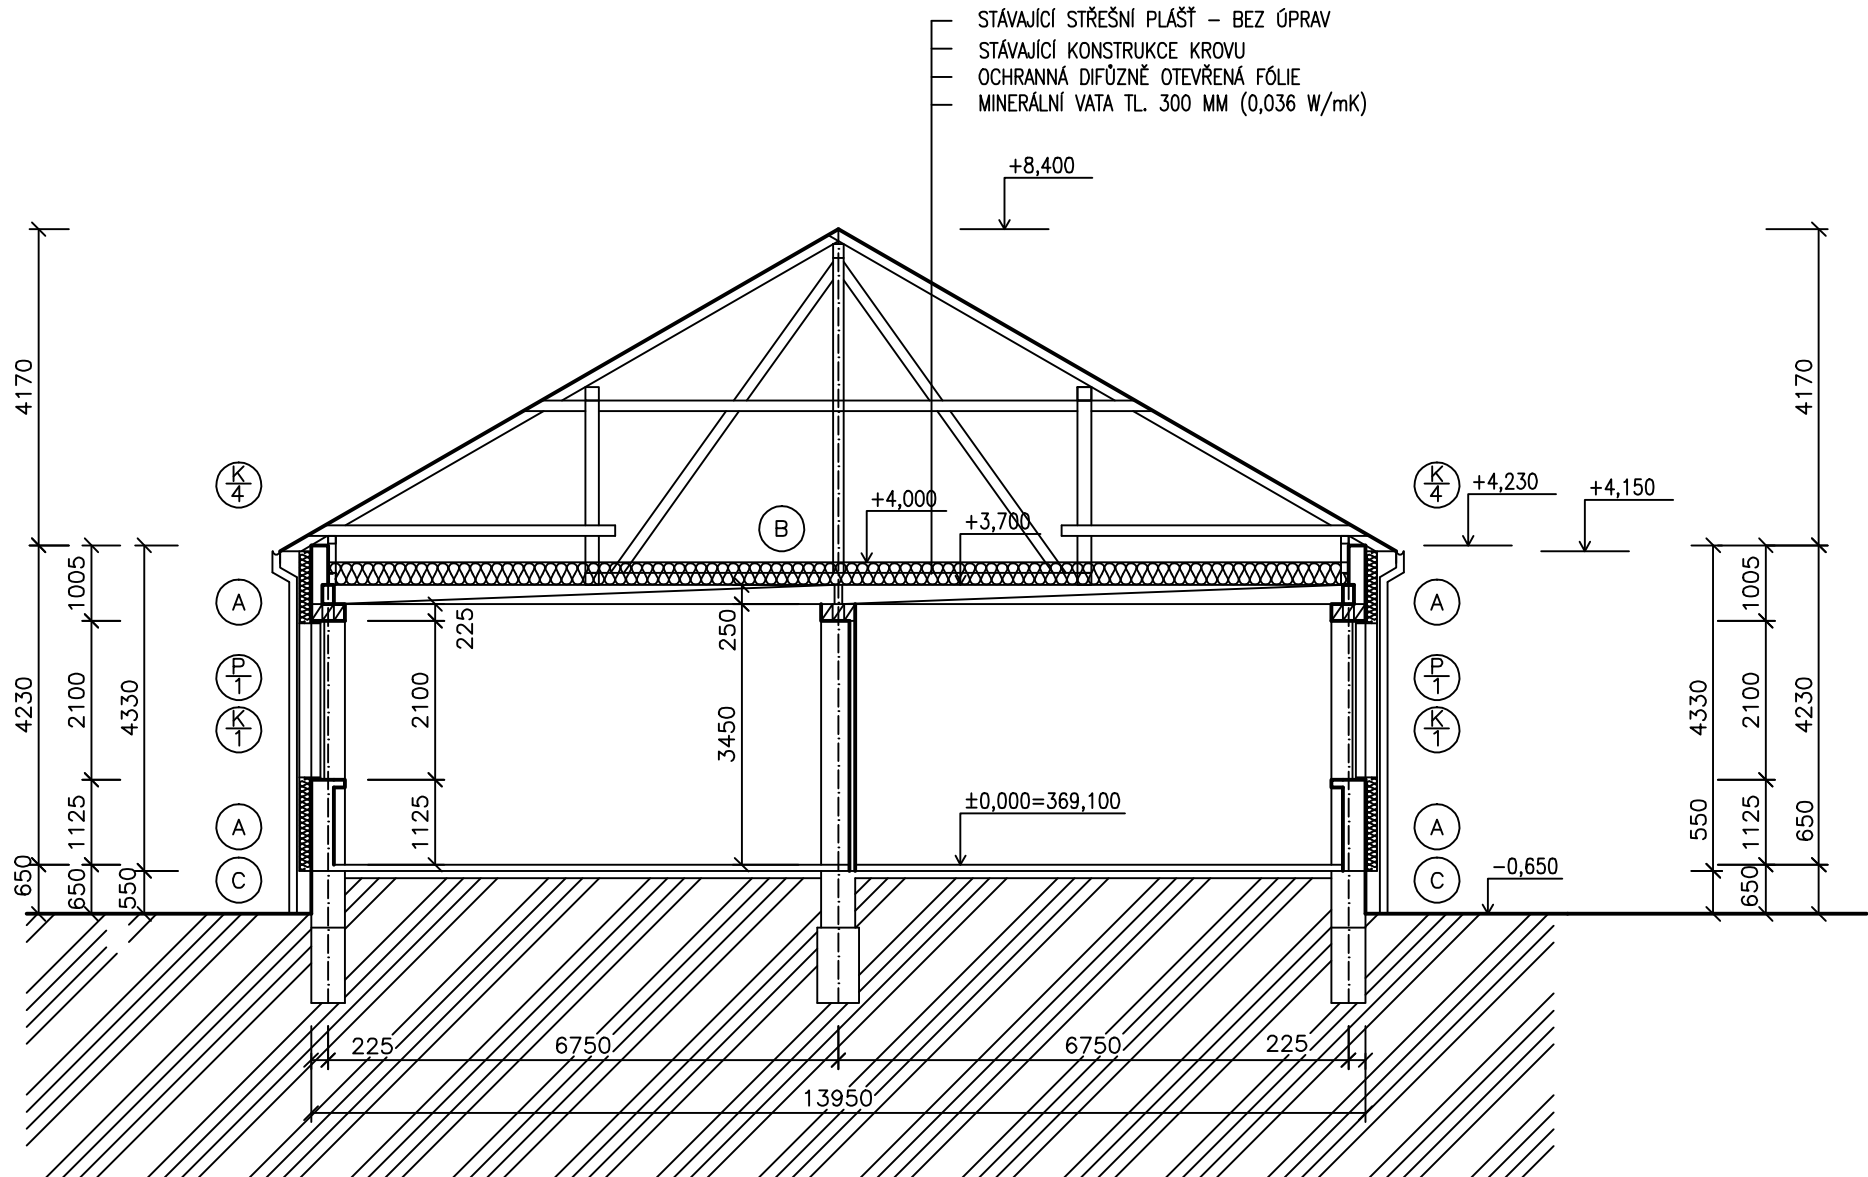 STÁVAJÍCÍ STŘEŠNÍ PLÁŠŤ – BEZ ÚPRAV
STÁVAJÍCÍ KONSTRUKCE KROVU
OCHRANNÁ DIFŮZNĚ OTEVŘENÁ FÓLIE
MINERÁLNÍ VATA TL. 300 MM (0,036 W/mK)
+8,400
4170
4170
K
4
K
4
+4,230
+4,150
+4,000
+3,700
B
1005
1005
A
A
225
250
P
1
P
1
K
1
K
1
4230
2100
4330
2100
3450
4330
2100
4230
±0,000=369,100
A
A
1125
1125
550
1125
650
C
C
650
650
550
-0,650
650
225
6750
6750
225
13950